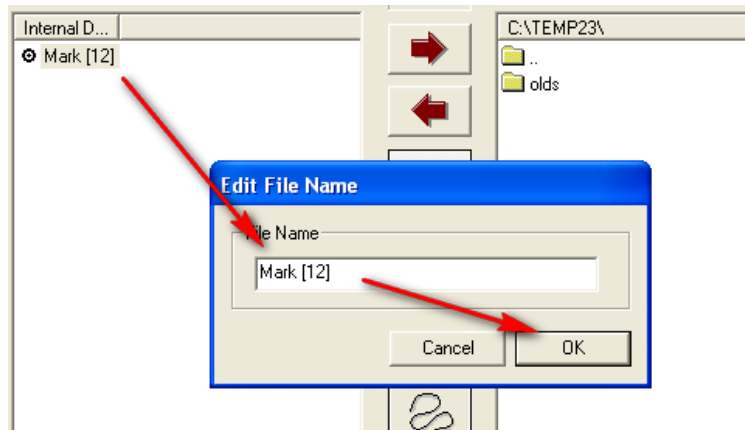 Internal D...
Mark [12]
C:\TEMP23\
..
olds
Edit File Name
File Name
Mark [12]
Cancel
OK